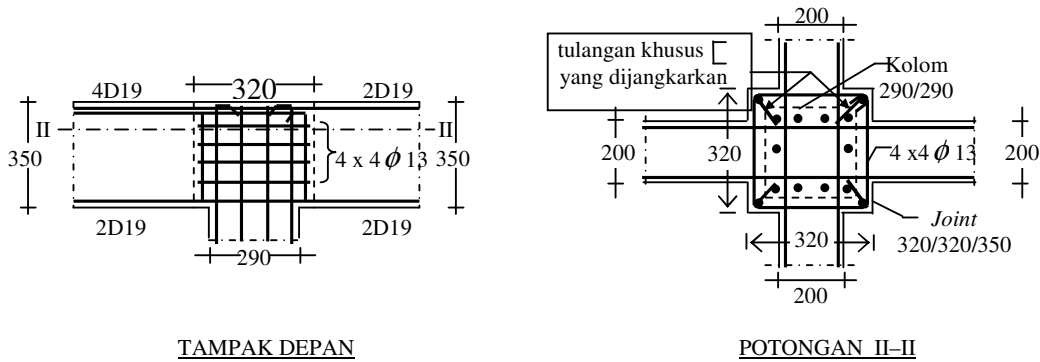 320
4D19
2D19
II
II
350
4 x 4 ϕ 13
350
2D19
2D19
290
TAMPAK DEPAN
200
tulangan khusus
yang dijangkarkan
Kolom
290/290
200
320
4 x4 ϕ 13
200
Joint
320/320/350
320
200
POTONGAN II–II